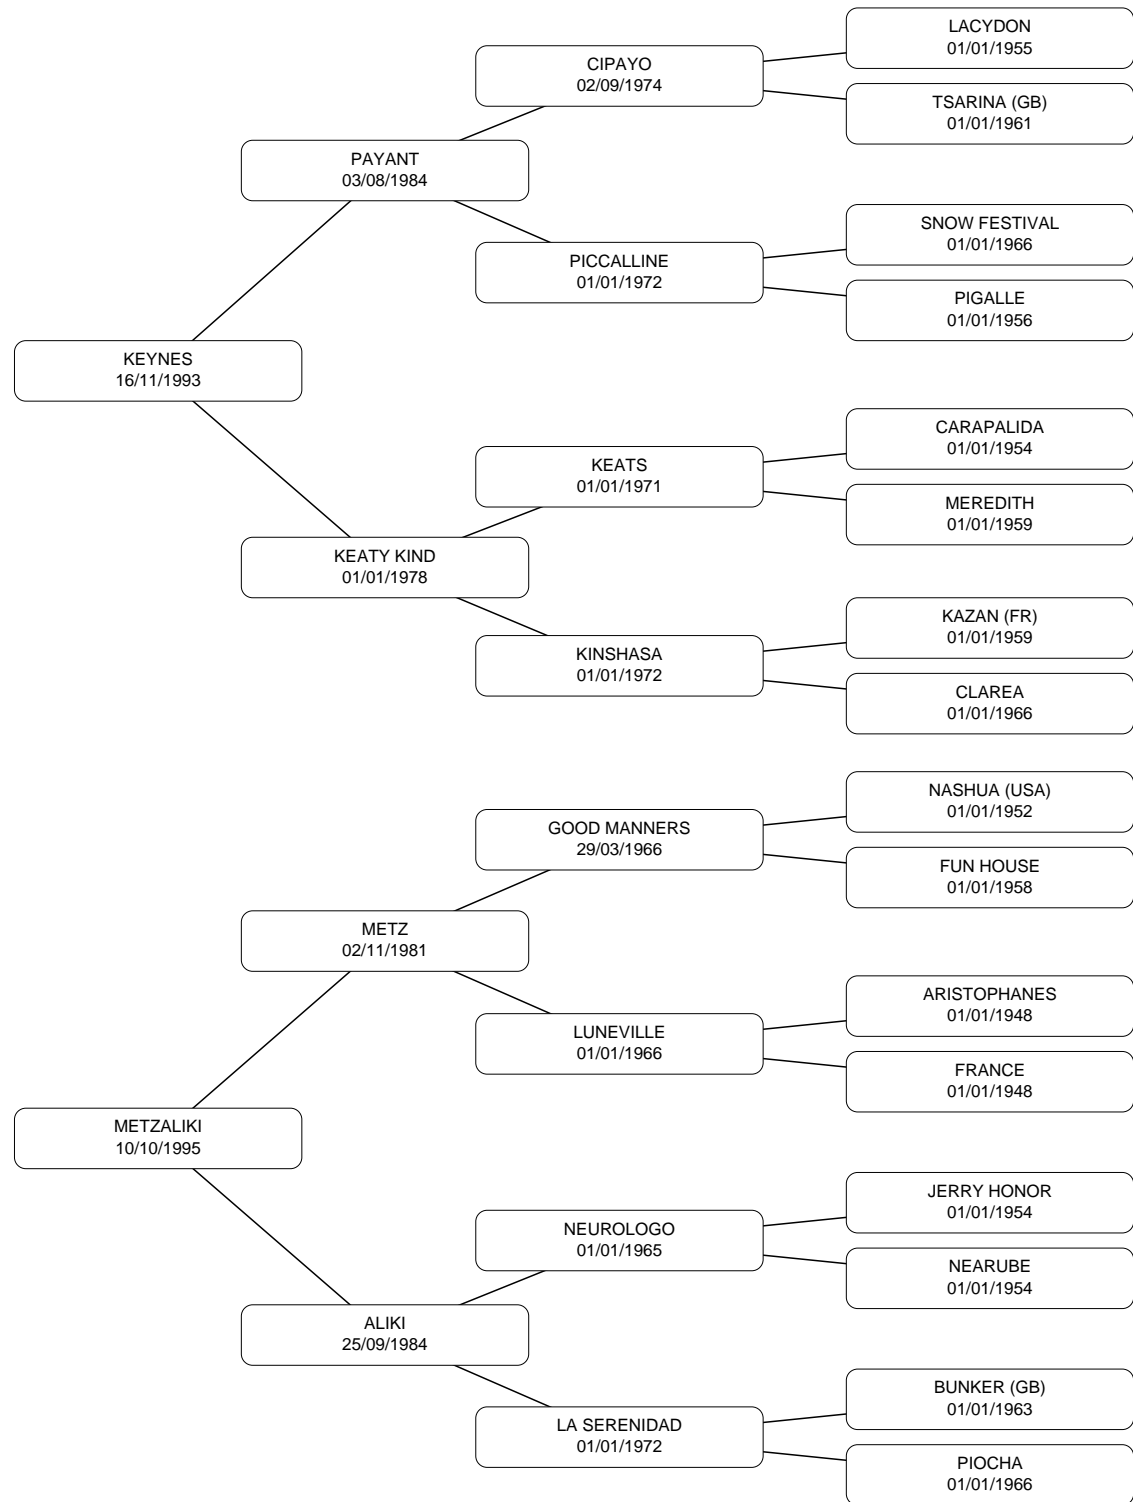 LACYDON
01/01/1955
CIPAYO
02/09/1974
TSARINA (GB)
01/01/1961
PAYANT
03/08/1984
SNOW FESTIVAL
01/01/1966
PICCALLINE
01/01/1972
PIGALLE
01/01/1956
KEYNES
16/11/1993
CARAPALIDA
01/01/1954
KEATS
01/01/1971
MEREDITH
01/01/1959
KEATY KIND
01/01/1978
KAZAN (FR)
01/01/1959
KINSHASA
01/01/1972
CLAREA
01/01/1966
NASHUA (USA)
01/01/1952
GOOD MANNERS
29/03/1966
FUN HOUSE
01/01/1958
METZ
02/11/1981
ARISTOPHANES
01/01/1948
LUNEVILLE
01/01/1966
FRANCE
01/01/1948
METZALIKI
10/10/1995
JERRY HONOR
01/01/1954
NEUROLOGO
01/01/1965
NEARUBE
01/01/1954
ALIKI
25/09/1984
BUNKER (GB)
01/01/1963
LA SERENIDAD
01/01/1972
PIOCHA
01/01/1966